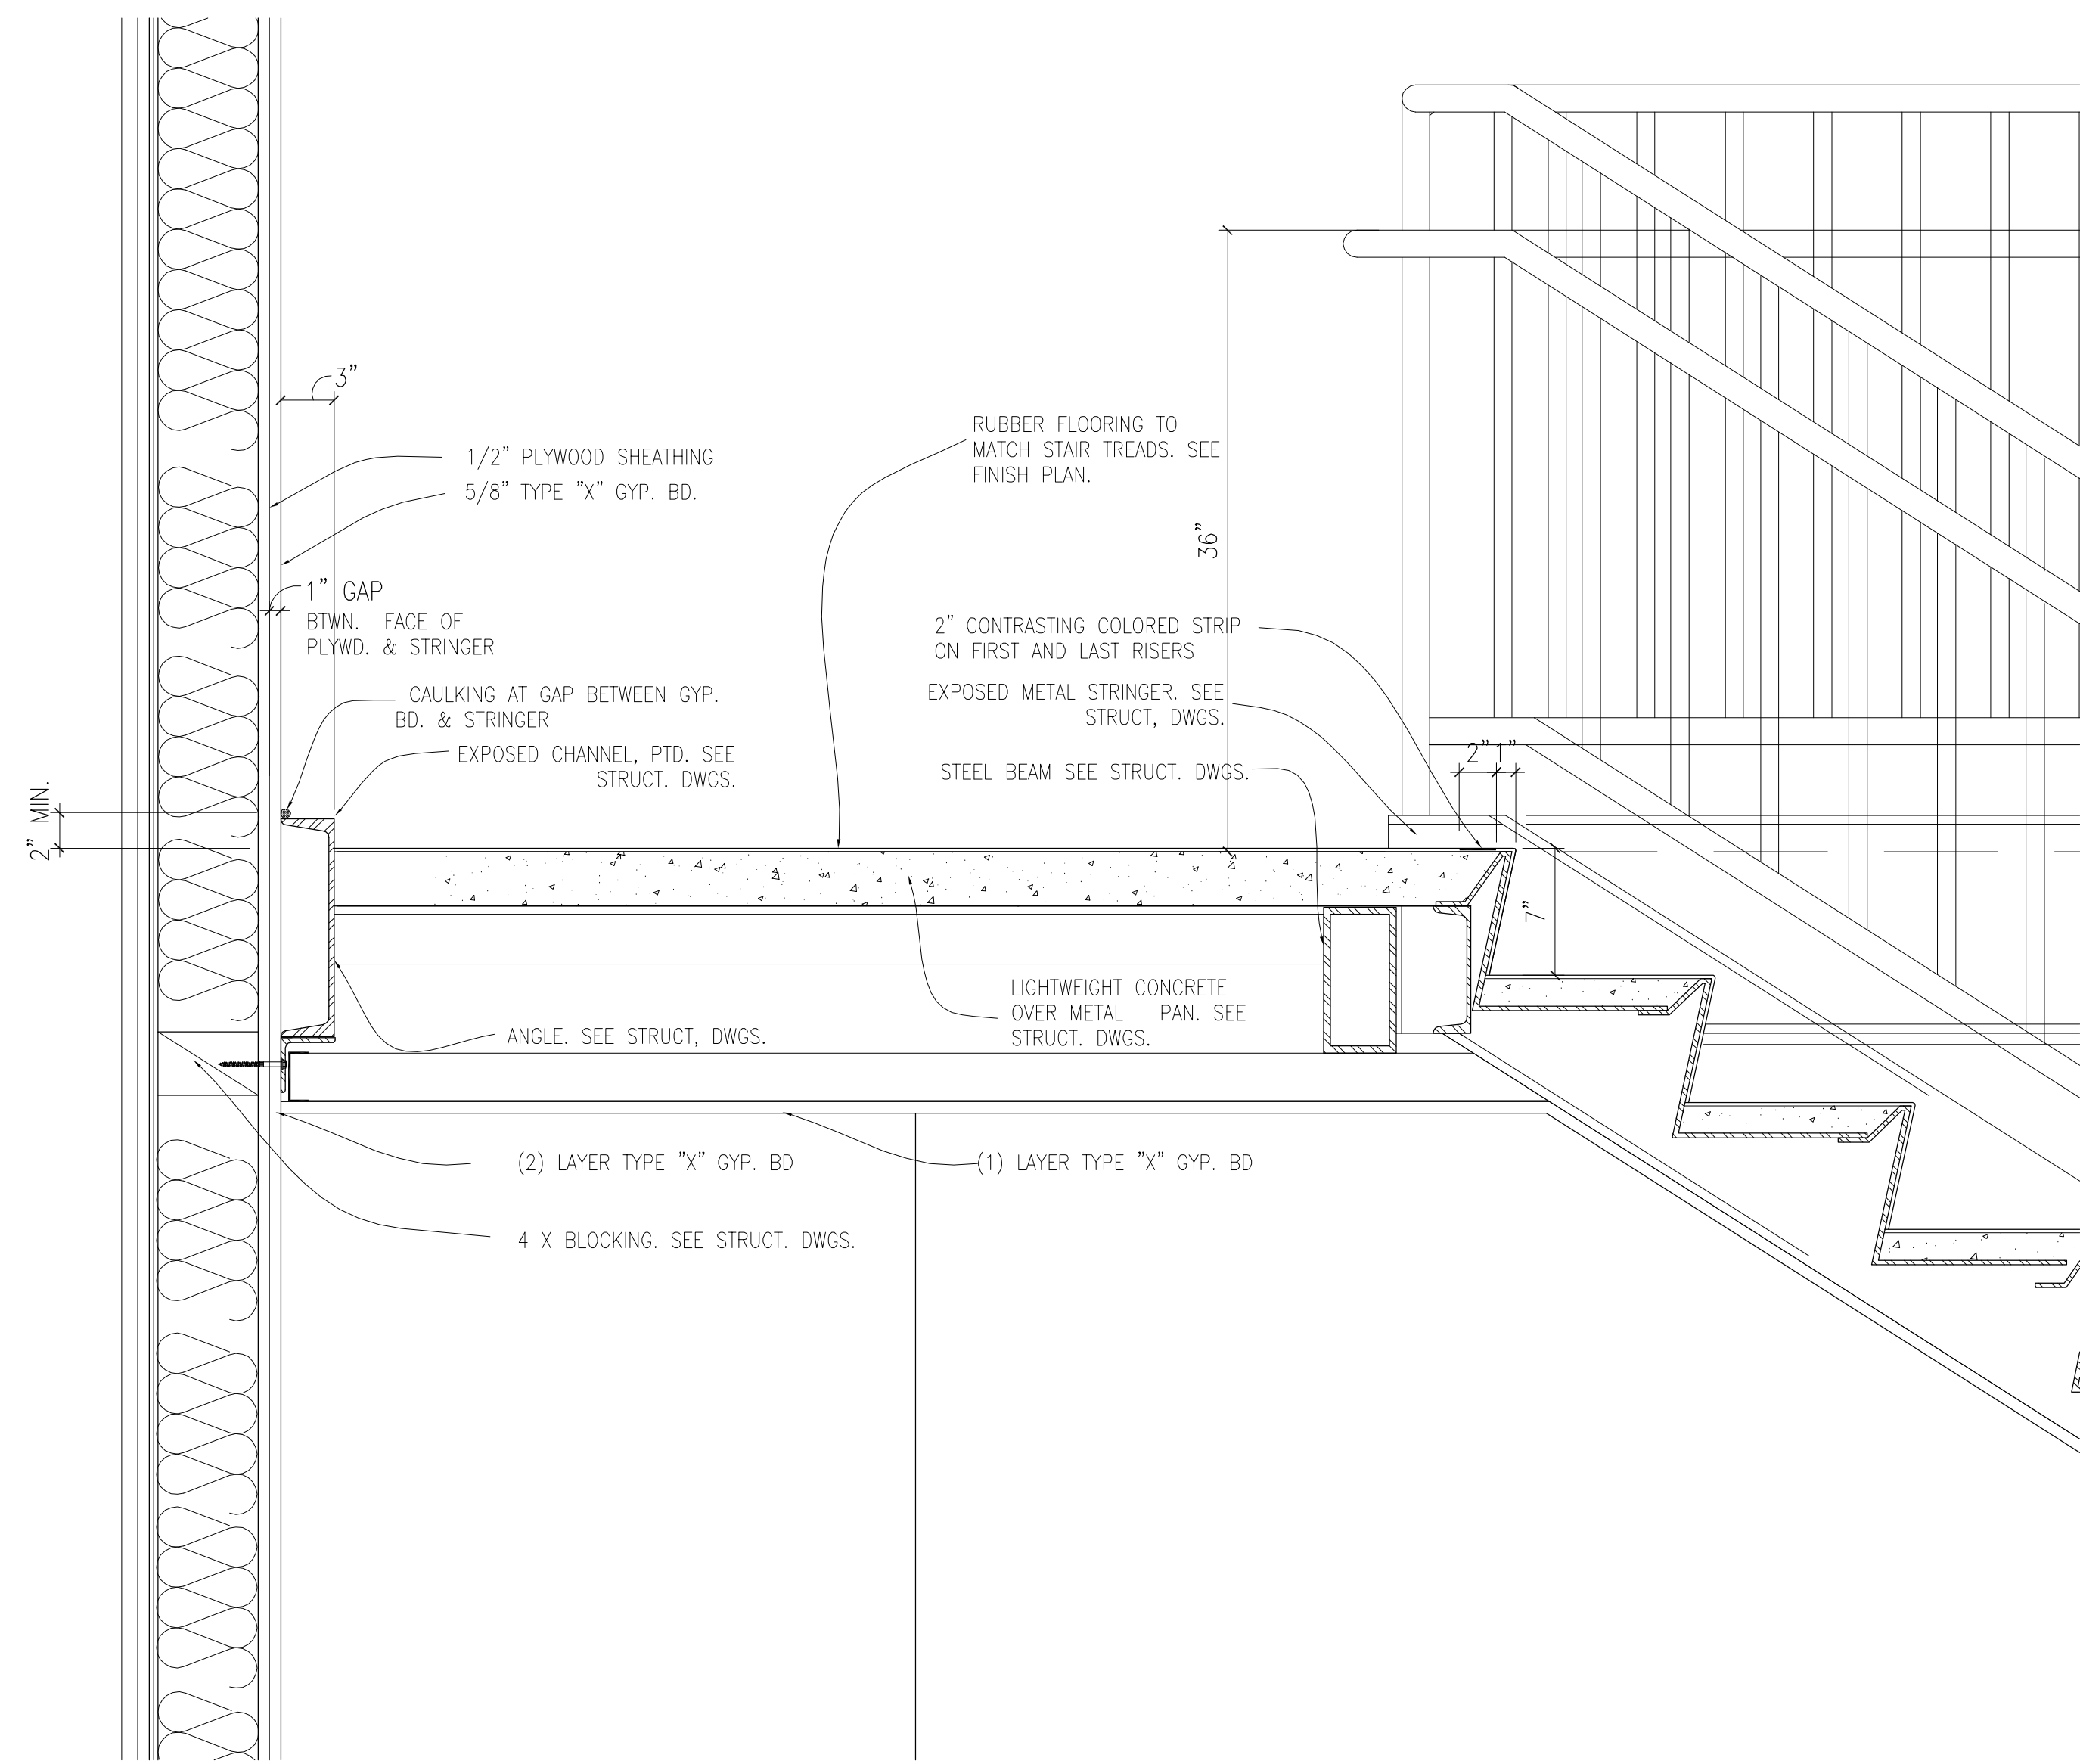 3"
1/2" PLYWOOD SHEATHING
5/8" TYPE "X" GYP. BD.
1" GAP
BTWN. FACE OF
PLYWD. & STRINGER
CAULKING AT GAP BETWEEN GYP.
BD. & STRINGER
EXPOSED CHANNEL, PTD. SEE
STRUCT. DWGS.
2" MIN.
RUBBER FLOORING TO
MATCH STAIR TREADS. SEE
FINISH PLAN.
36"
2" CONTRASTING COLORED STRIP
ON FIRST AND LAST RISERS
EXPOSED METAL STRINGER. SEE
STRUCT, DWGS.
STEEL BEAM SEE STRUCT. DWGS.
2" 1"
7"
LIGHTWEIGHT CONCRETE
OVER METAL PAN. SEE
STRUCT. DWGS.
ANGLE. SEE STRUCT, DWGS.
(2) LAYER TYPE "X" GYP. BD
(1) LAYER TYPE "X" GYP. BD
4 X BLOCKING. SEE STRUCT. DWGS.